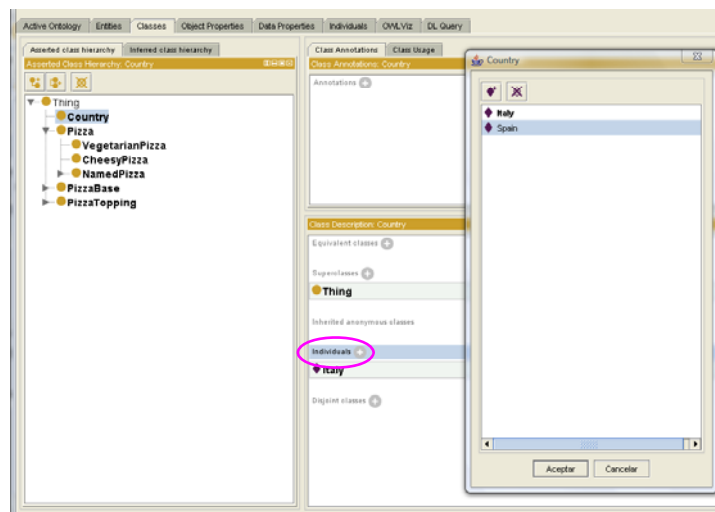 Active Ontology Entities Classes Object Properties Data Properties Individuals OWLViz DL Query
Asserted class hierarchy Inferred class hierarchy
Asserted Class Hierarchy: Country
Thing
Country
Pizza
VegetarianPizza
CheesyPizza
NamedPizza
PizzaBase
PizzaTopping
Class Annotations Class Usage
Class Annotations: Country
Annotations
Class Description: Country
Equivalent classes
Superclasses
Thing
Inherited anonymous classes
Individuals
Italy
Disjoint classes
Country
Italy
Spain
Aceptar Cancelar